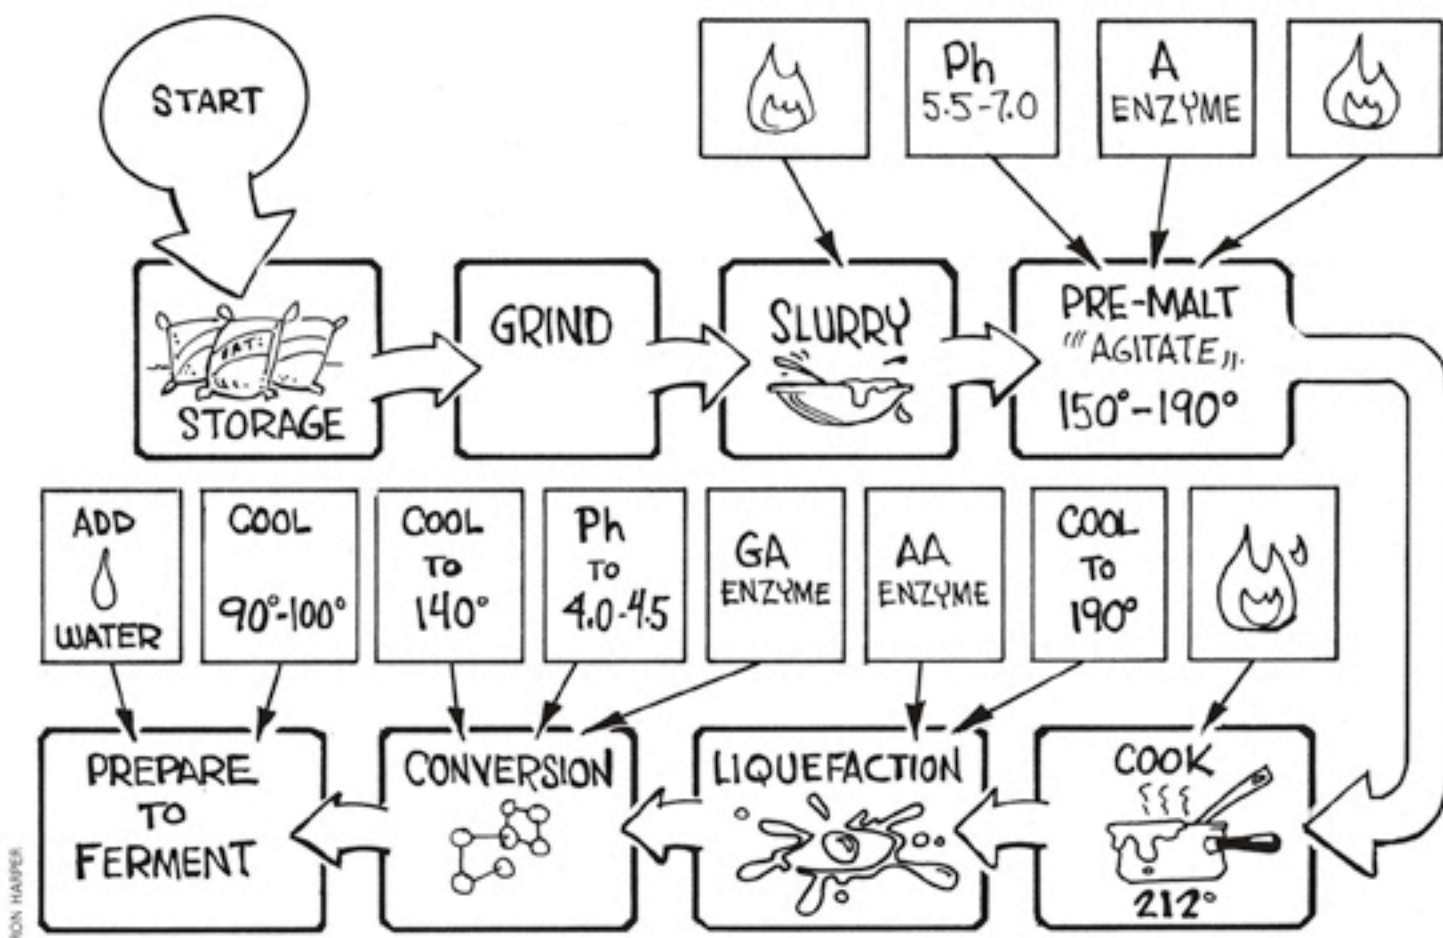 START
Ph
5.5-7.0
A
ENZYME
STORAGE
GRIND
SLURRY
PRE-MALT
"AGITATE"
150°-190°
ADD
WATER
COOL
90°-100°
COOL
TO
140°
Ph
TO
4.0-4.5
GA
ENZYME
AA
ENZYME
COOL
TO
190°
PREPARE
TO
FERMENT
CONVERSION
LIQUEFACTION
COOK
212°
RON HARPER